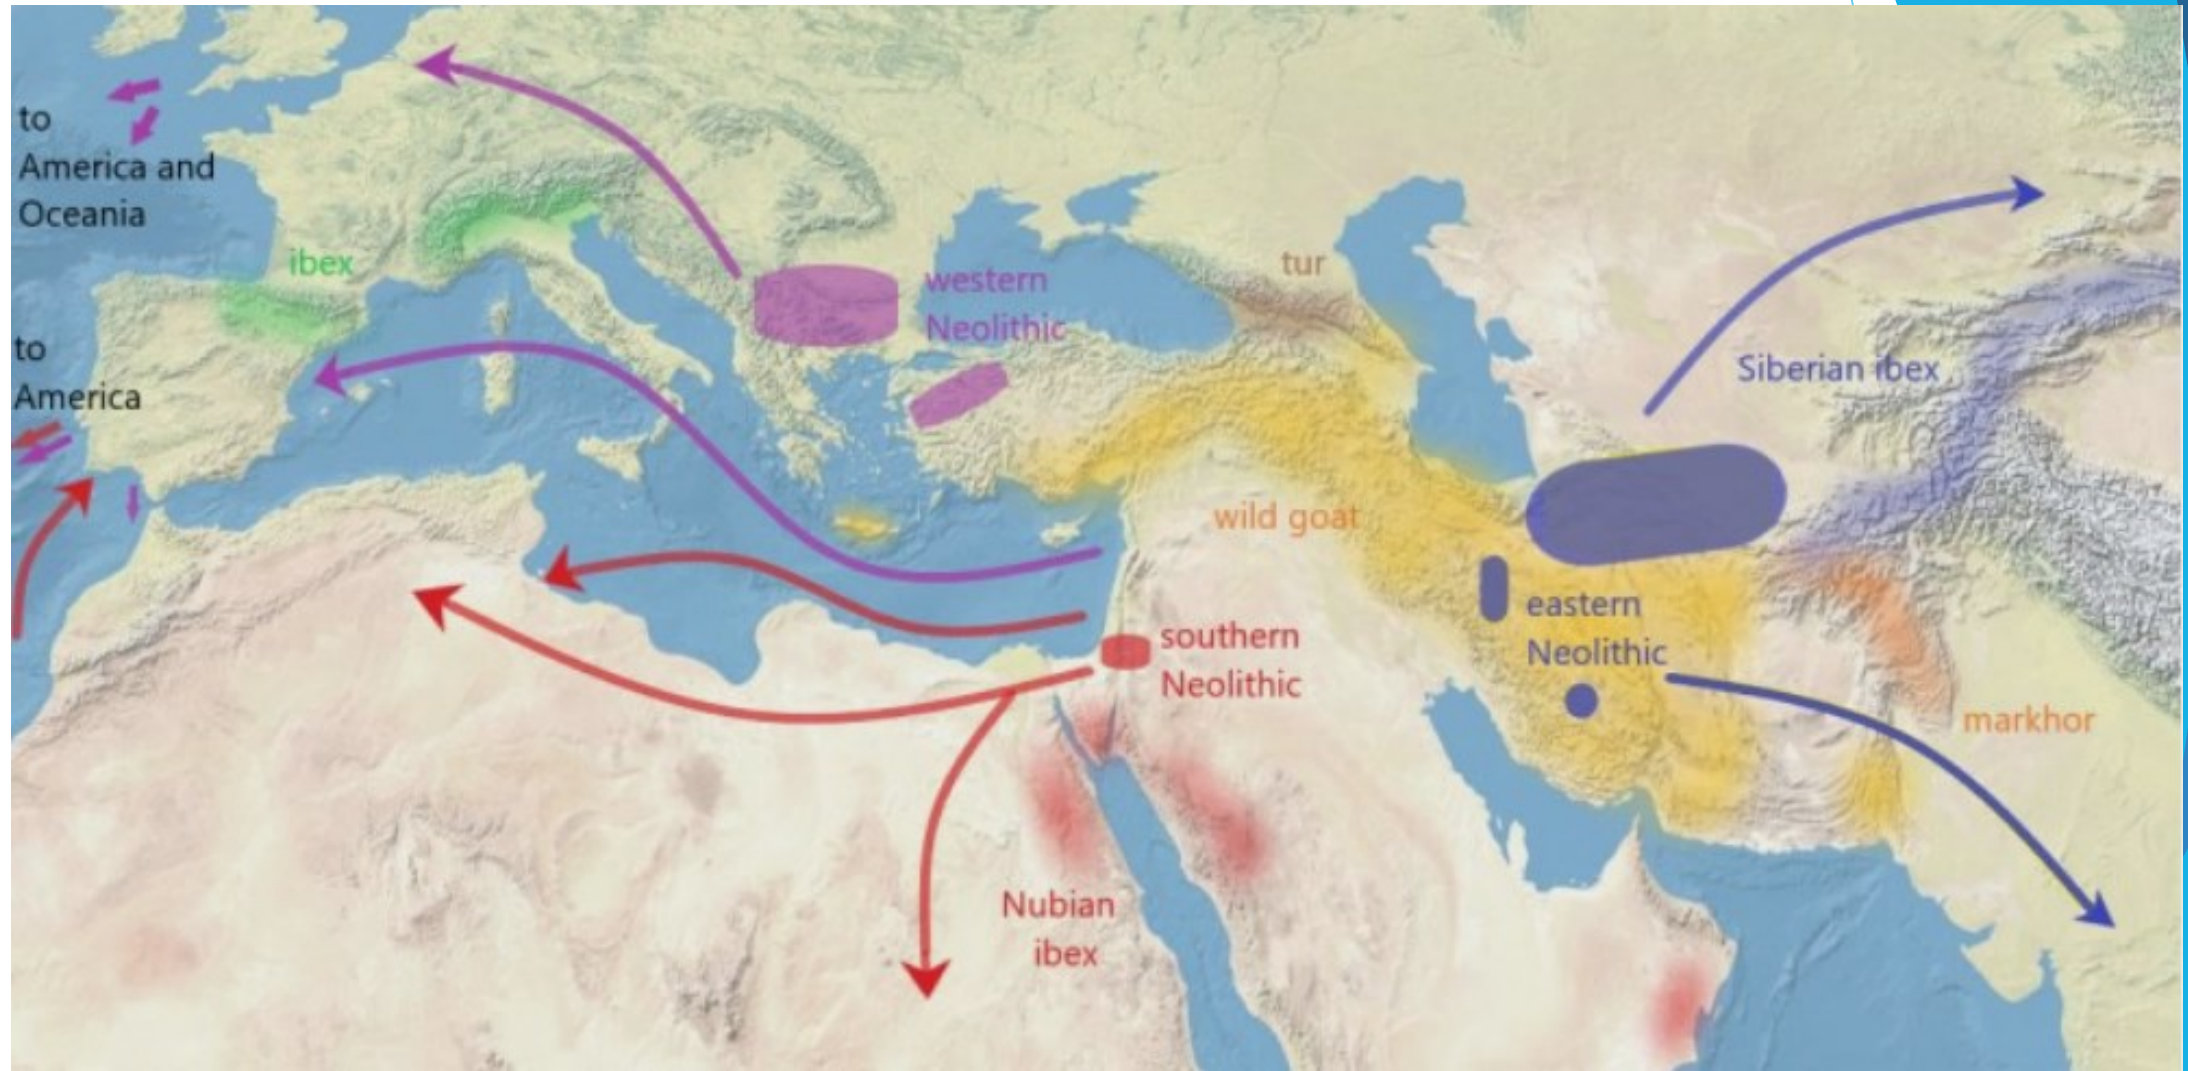 to
America and
Oceania
ibex
to
America
western
Neolithic
tur
Siberian ibex
wild goat
eastern
Neolithic
southern
Neolithic
markhor
Nubian
ibex